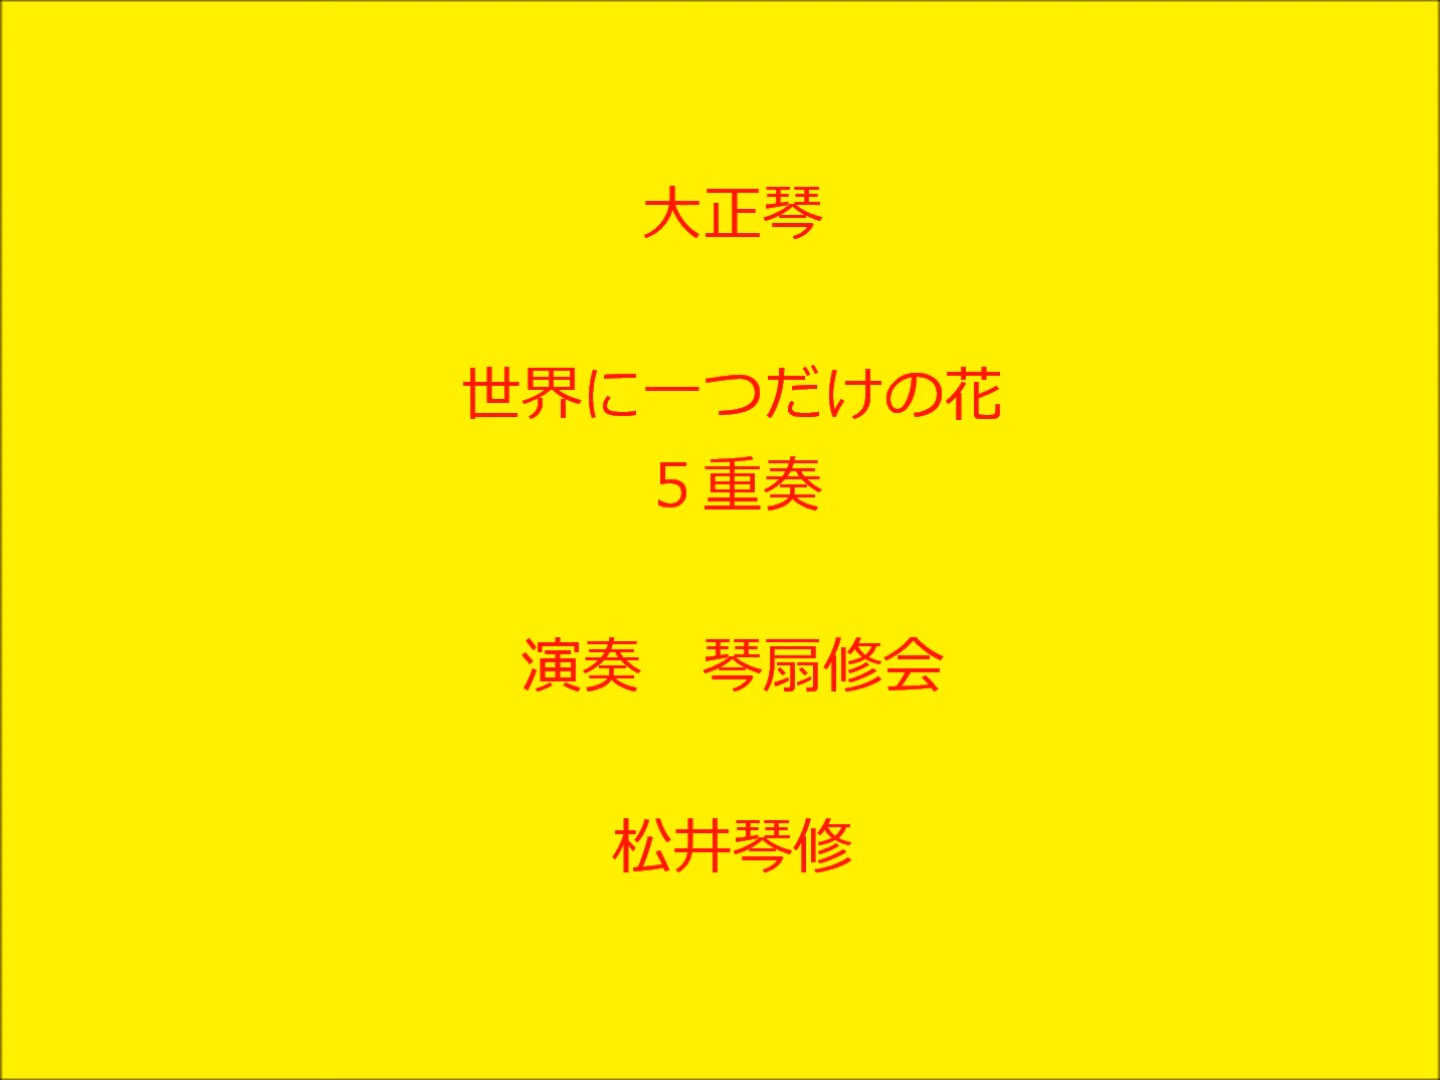 大正琴
世界に一つだけの花
５重奏
演奏　琴扇修会
松井琴修